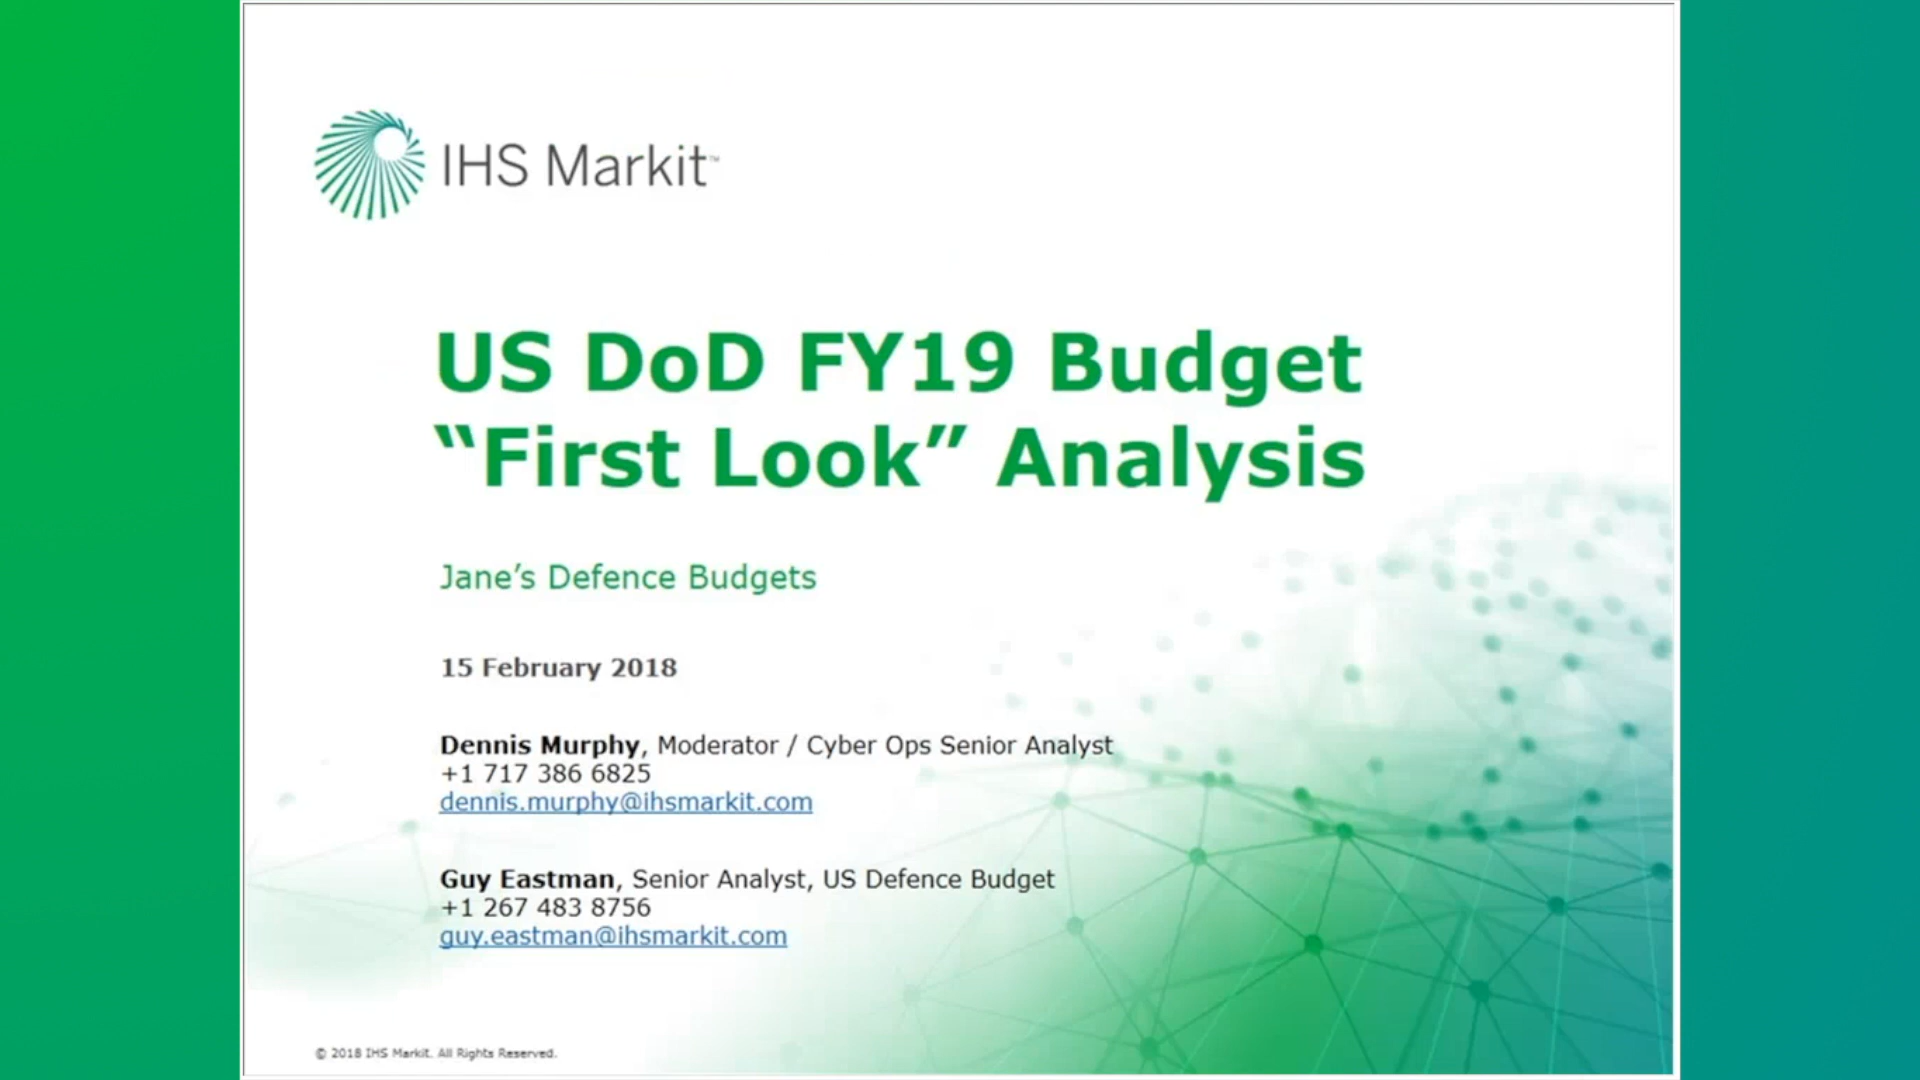 IHS Markit™
US DoD FY19 Budget
“First Look” Analysis
Jane’s Defence Budgets
15 February 2018
Dennis Murphy, Moderator / Cyber Ops Senior Analyst
+1 717 386 6825
dennis.murphy@ihsmarkit.com
Guy Eastman, Senior Analyst, US Defence Budget
+1 267 483 8756
guy.eastman@ihsmarkit.com
© 2018 IHS Markit. All Rights Reserved.